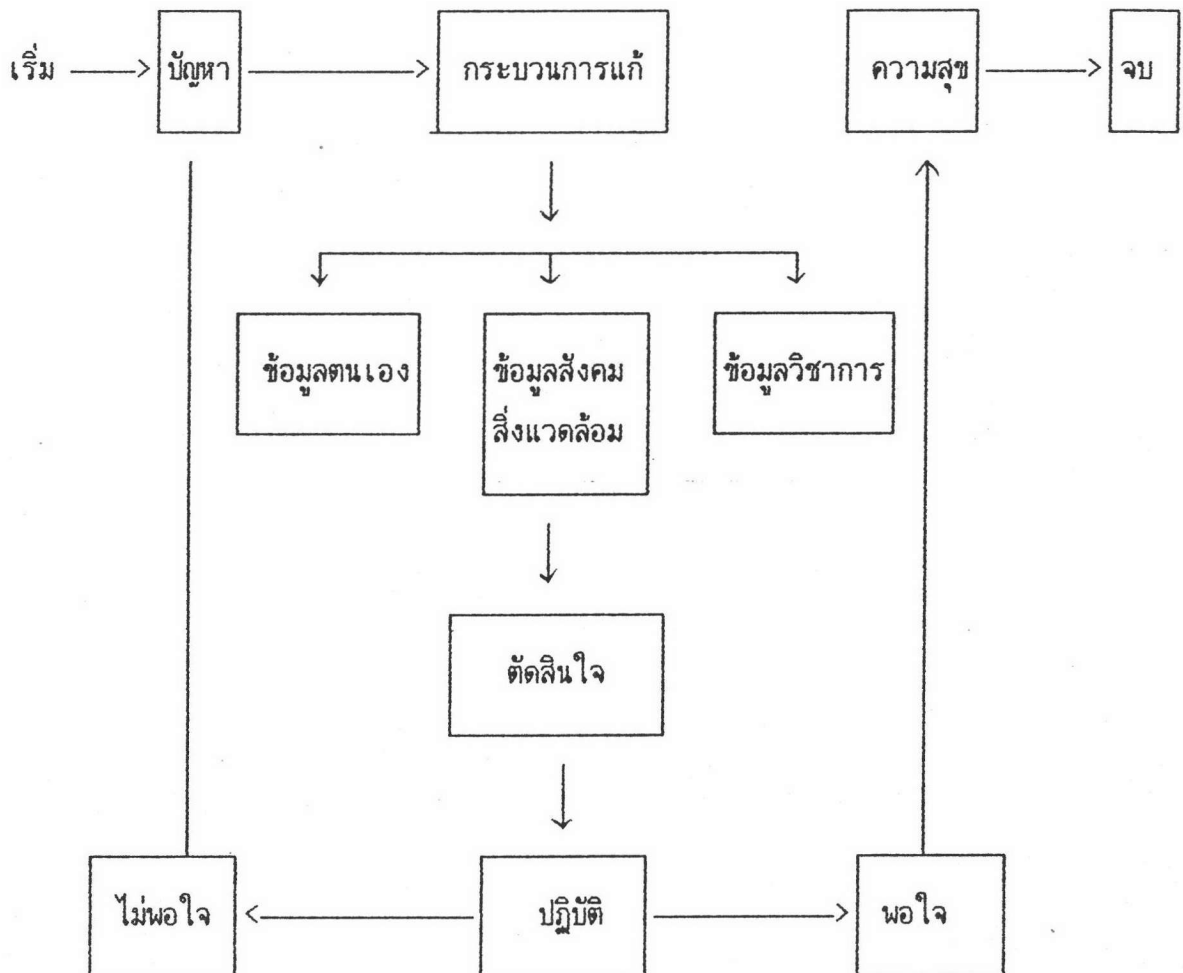 เริ่ม
ปัญหา
กระบวนการแก้
ความสุข
จบ
ข้อมูลตนเอง
ข้อมูลสังคม
สิ่งแวดล้อม
ข้อมูลวิชาการ
ตัดสินใจ
ไม่พอใจ
ปฏิบัติ
พอใจ